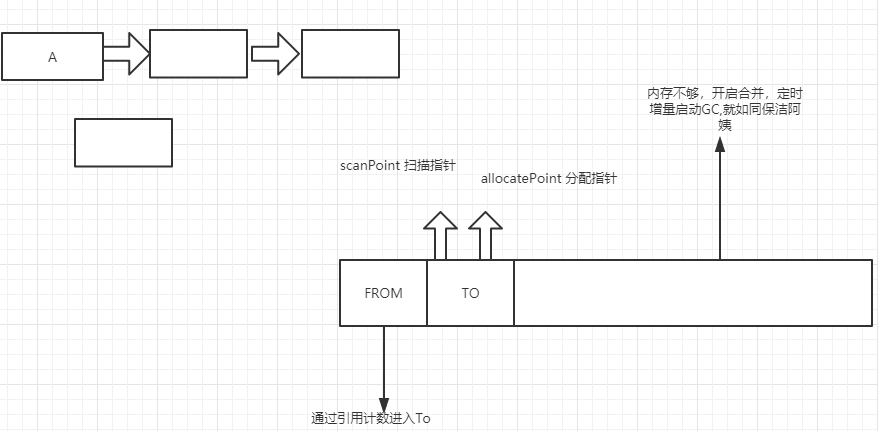 A
内存不够，开启合并，定时
增量启动GC,就如同保洁阿
姨
scanPoint 扫描指针
allocatePoint 分配指针
FROM
TO
通过引用计数进入To